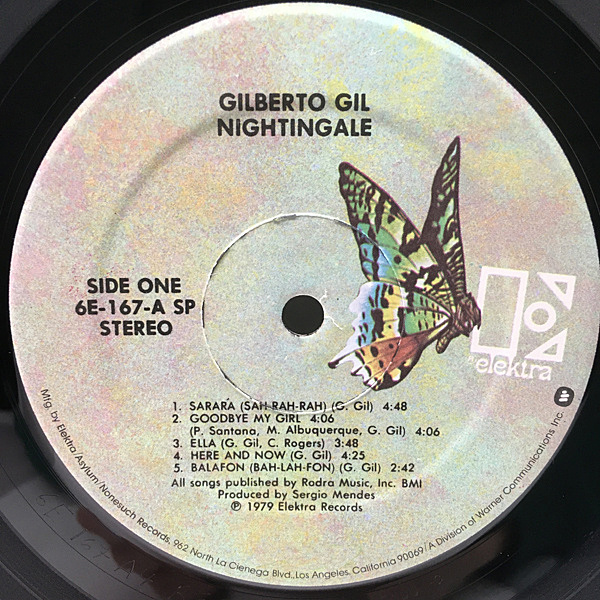 GILBERTO GIL
NIGHTINGALE
SIDE ONE
6E-167-A SP
STEREO
elektra
1. SARARÁ (SAH-RAH-RAH) (G. Gil) 4:48
2. GOODBYE MY GIRL 4:06
(P. Santana, M. Albuquerque, G. Gil) 4:06
3. ELLA (G. Gil, C. Rogers) 3:48
4. HERE AND NOW (G. Gil) 4:25
5. BALAFON (BAH-LAH-FON) (G. Gil) 2:42
All songs published by Rodra Music, Inc. BMI
Produced by Sergio Mendes
℗ 1979 Elektra Records
Mfg. by Elektra/Asylum/Nonesuch Records, 962 North La Cienega Blvd., Los Angeles, California 90069/A Division of Warner Communications Inc.